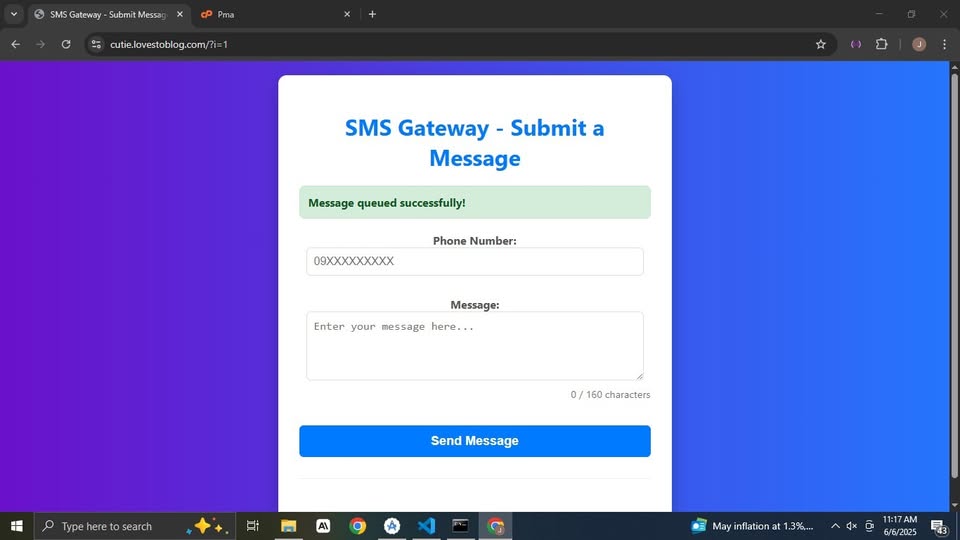 SMS Gateway - Submit Messag
Pma
cutie.lovestoblog.com/?i=1
J
SMS Gateway - Submit a
Message
Message queued successfully!
Phone Number:
09XXXXXXXXX
Message:
Enter your message here...
0 / 160 characters
Send Message
Type here to search
May inflation at 1.3%,...
11:17 AM
6/6/2025
43